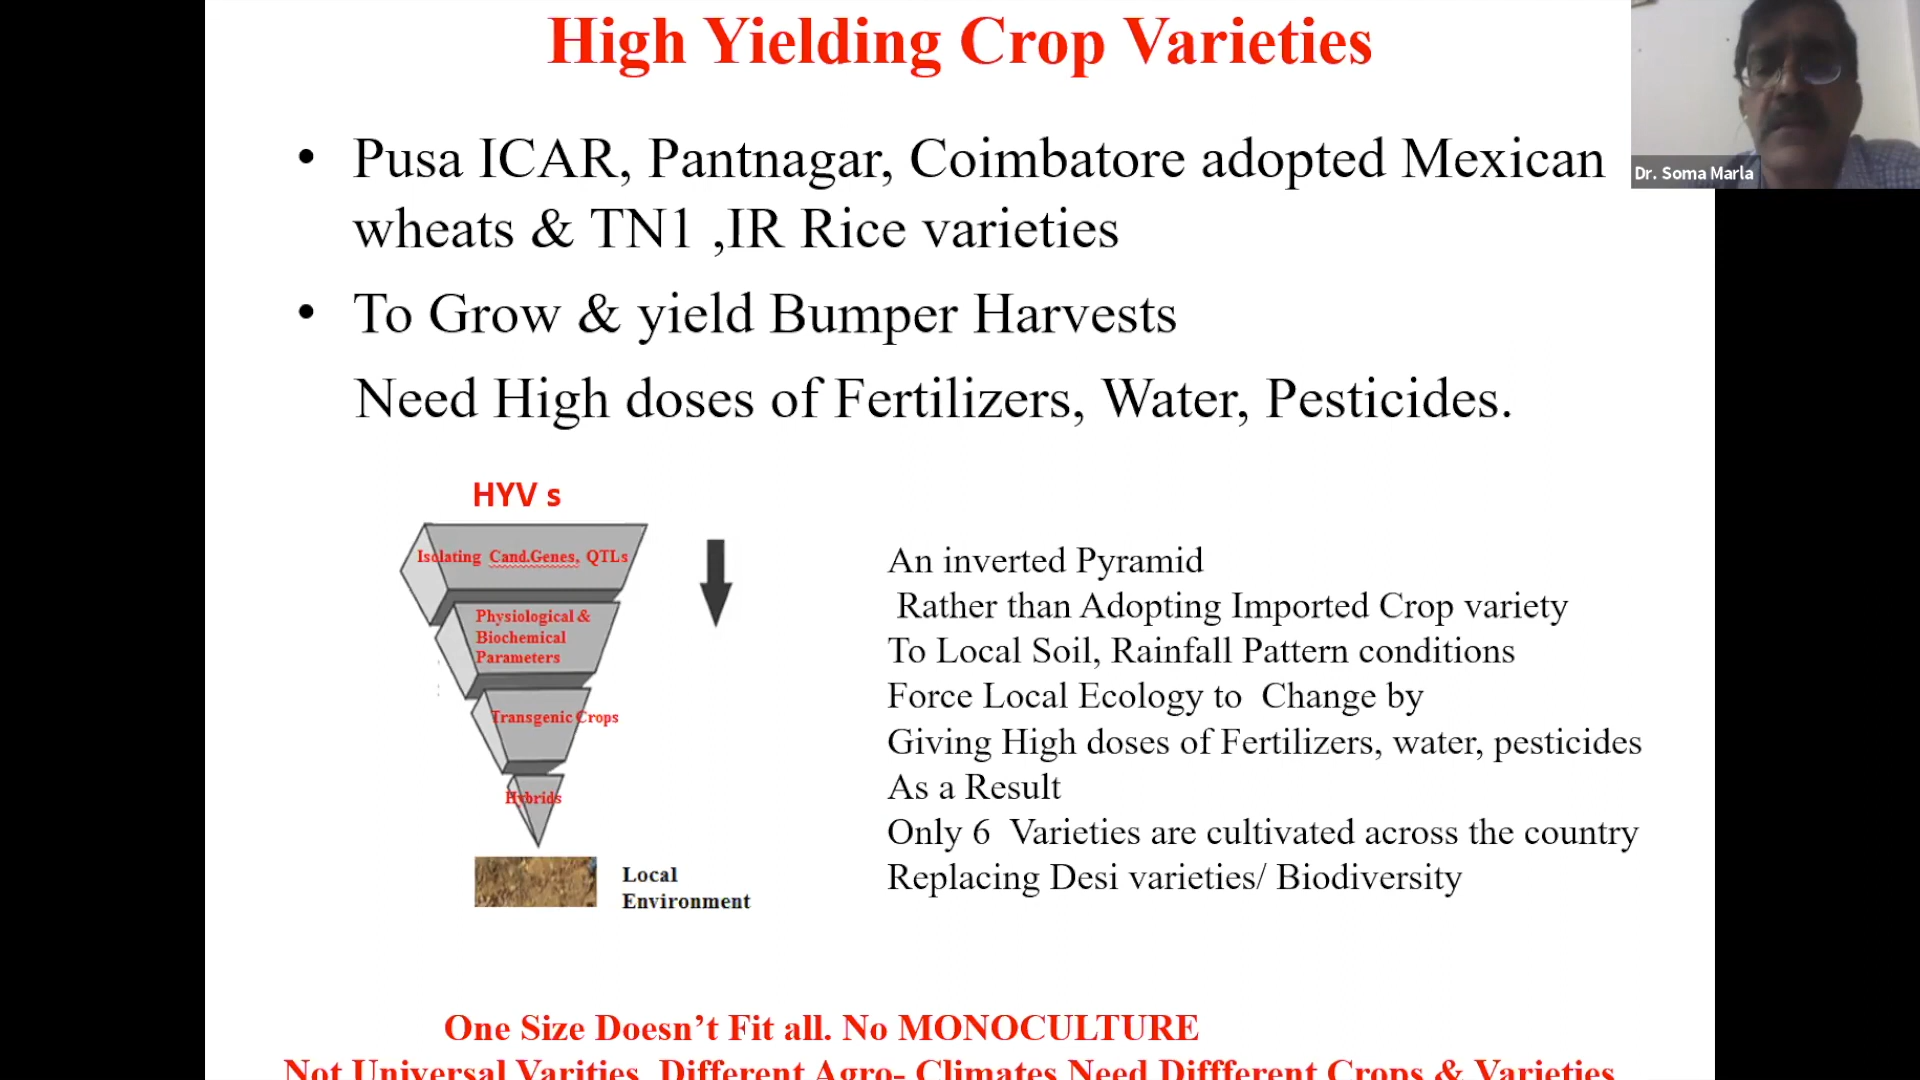 High Yielding Crop Varieties
Dr. Soma Marla
• Pusa ICAR, Pantnagar, Coimbatore adopted Mexican
wheats & TN1 ,IR Rice varieties
• To Grow & yield Bumper Harvests
Need High doses of Fertilizers, Water, Pesticides.
HYV s
Isolating Cand.Genes, QTLs
Physiological &
Biochemical
Parameters
Transgenic Crops
Hybrids
Local
Environment
An inverted Pyramid
Rather than Adopting Imported Crop variety
To Local Soil, Rainfall Pattern conditions
Force Local Ecology to Change by
Giving High doses of Fertilizers, water, pesticides
As a Result
Only 6 Varieties are cultivated across the country
Replacing Desi varieties/ Biodiversity
One Size Doesn’t Fit all. No MONOCULTURE
Not Universal Varities, Different Agro- Climates Need Diffferent Crops & Varieties